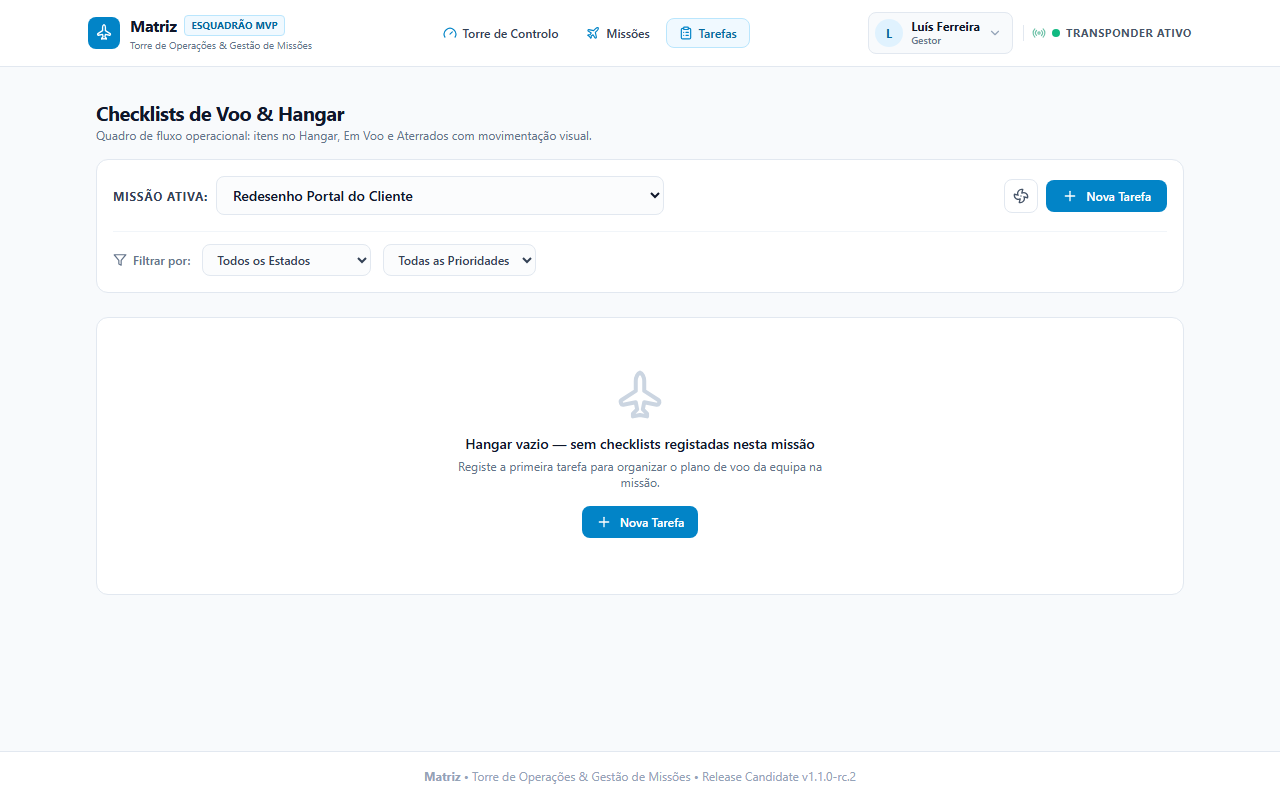 Matriz ESQUADRÃO MVP
Torre de Operações & Gestão de Missões
Torre de Controlo
Missões
Tarefas
L
Luís Ferreira
Gestor
TRANSPONDER ATIVO
Checklists de Voo & Hangar
Quadro de fluxo operacional: itens no Hangar, Em Voo e Aterrados com movimentação visual.
MISSÃO ATIVA: Redesenho Portal do Cliente
Nova Tarefa
Filtrar por: Todos os Estados Todas as Prioridades
Hangar vazio — sem checklists registadas nesta missão
Registe a primeira tarefa para organizar o plano de voo da equipa na
missão.
Nova Tarefa
Matriz • Torre de Operações & Gestão de Missões • Release Candidate v1.1.0-rc.2